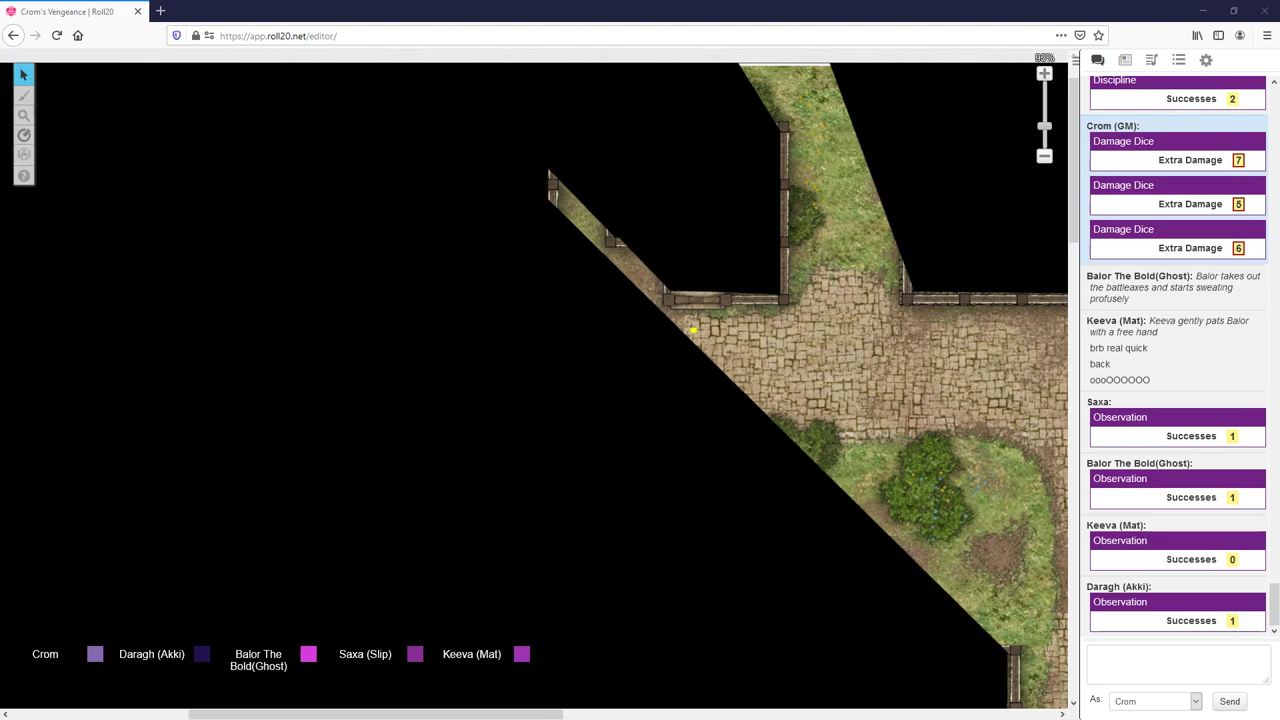 Crom's Vengeance | Roll20
https://app.roll20.net/editor/
95%
Discipline
Successes 2
Crom (GM):
Damage Dice
Extra Damage 7
Damage Dice
Extra Damage 5
Damage Dice
Extra Damage 6
Balor The Bold(Ghost): Balor takes out
the battleaxes and starts sweating
profusely
Keeva (Mat): Keeva gently pats Balor
with a free hand
brb real quick
back
oooOOOOOO
Saxa:
Observation
Successes 1
Balor The Bold(Ghost):
Observation
Successes 1
Keeva (Mat):
Observation
Successes 0
Daragh (Akki):
Observation
Successes 1
Crom
Daragh (Akki)
Balor The
Bold(Ghost)
Saxa (Slip)
Keeva (Mat)
As: Crom Send